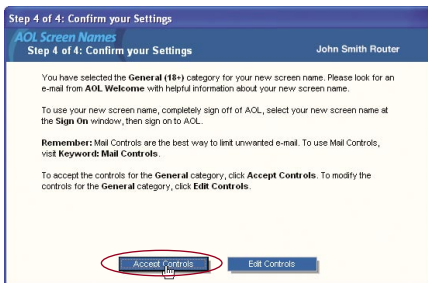 Step 4 of 4: Confirm your Settings
AOL Screen Names
Step 4 of 4: Confirm your Settings
John Smith Router
You have selected the General (18+) category for your new screen name. Please look for an
e-mail from AOL Welcome with helpful information about your new screen name.
To use your new screen name, completely sign off of AOL, select your new screen name at
the Sign On window, then sign on to AOL.
Remember: Mail Controls are the best way to limit unwanted e-mail. To use Mail Controls,
visit Keyword: Mail Controls.
To accept the controls for the General category, click Accept Controls. To modify the
controls for the General category, click Edit Controls.
Accept Controls
Edit Controls